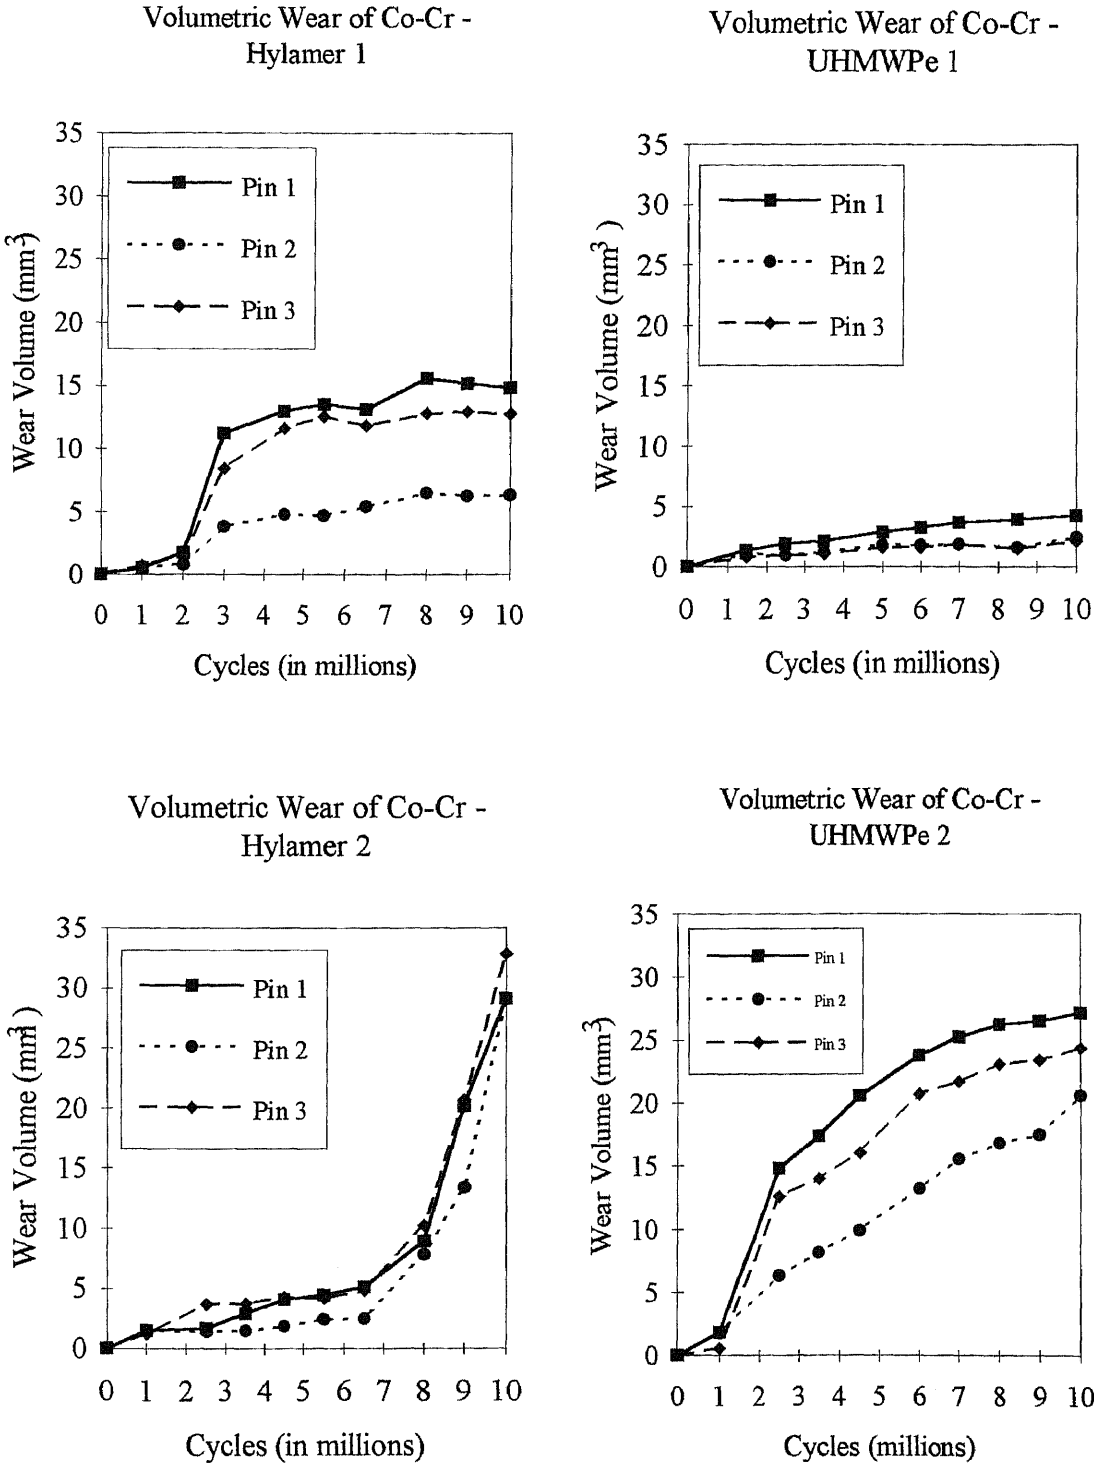 Volumetric Wear of Co-Cr -
Hylamer 1
35
30
25
20
15
10
5
0
Wear Volume (mm³)
Pin 1
Pin 2
Pin 3
0 1 2 3 4 5 6 7 8 9 10
Cycles (in millions)
Volumetric Wear of Co-Cr -
UHMWPe 1
35
30
25
20
15
10
5
0
Wear Volume (mm³)
Pin 1
Pin 2
Pin 3
0 1 2 3 4 5 6 7 8 9 10
Cycles (in millions)
Volumetric Wear of Co-Cr -
Hylamer 2
35
30
25
20
15
10
5
0
Wear Volume (mm³)
Pin 1
Pin 2
Pin 3
0 1 2 3 4 5 6 7 8 9 10
Cycles (in millions)
Volumetric Wear of Co-Cr -
UHMWPe 2
35
30
25
20
15
10
5
0
Wear Volume (mm³)
Pin 1
Pin 2
Pin 3
0 1 2 3 4 5 6 7 8 9 10
Cycles (millions)